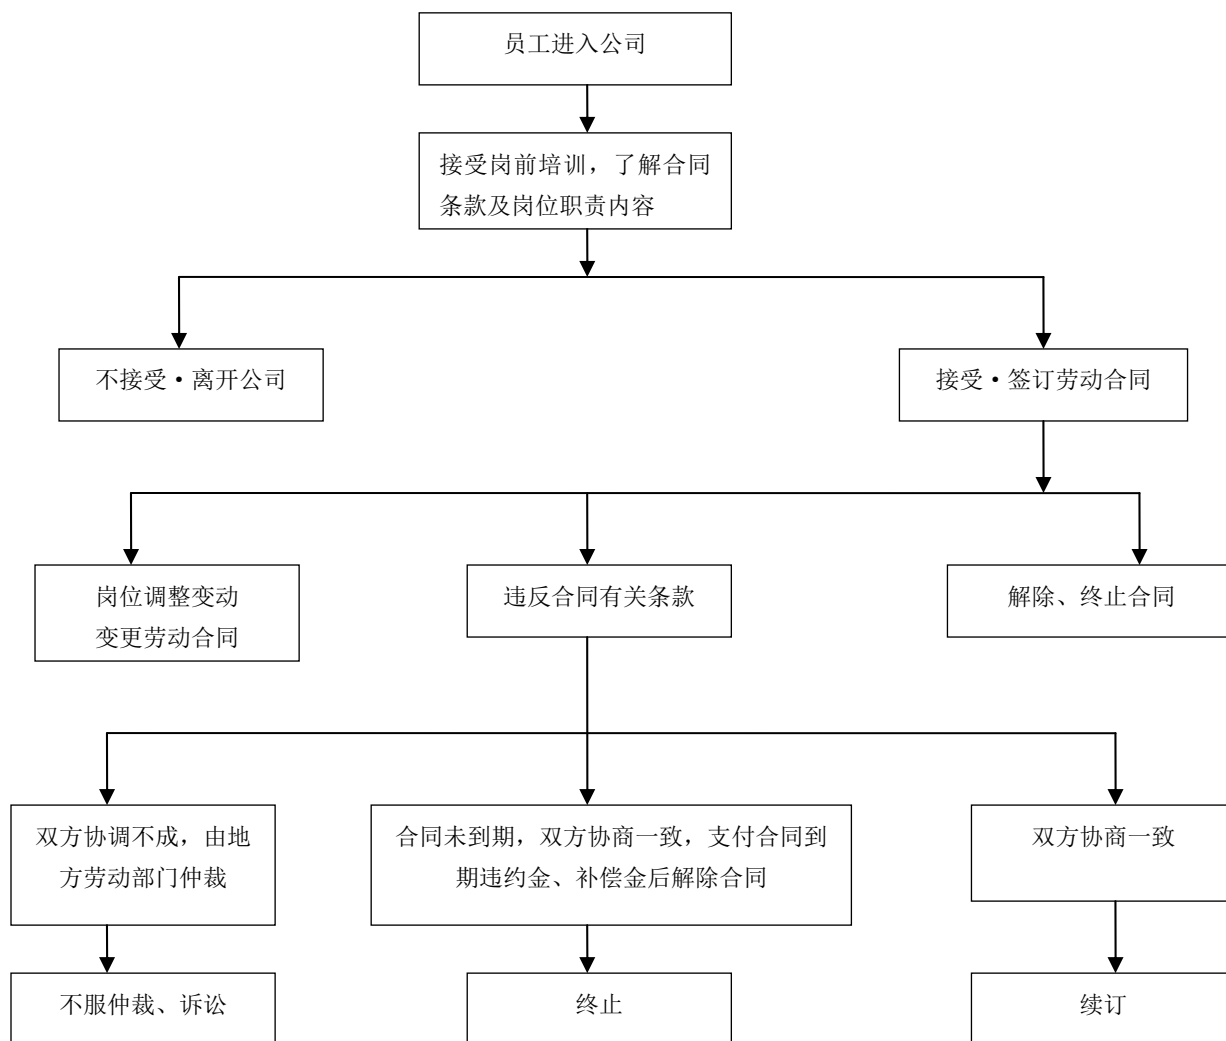 员工进入公司
接受岗前培训，了解合同
条款及岗位职责内容
不接受·离开公司
接受·签订劳动合同
岗位调整变动
变更劳动合同
违反合同有关条款
解除、终止合同
双方协调不成，由地
方劳动部门仲裁
合同未到期，双方协商一致，支付合同到
期违约金、补偿金后解除合同
双方协商一致
不服仲裁、诉讼
终止
续订